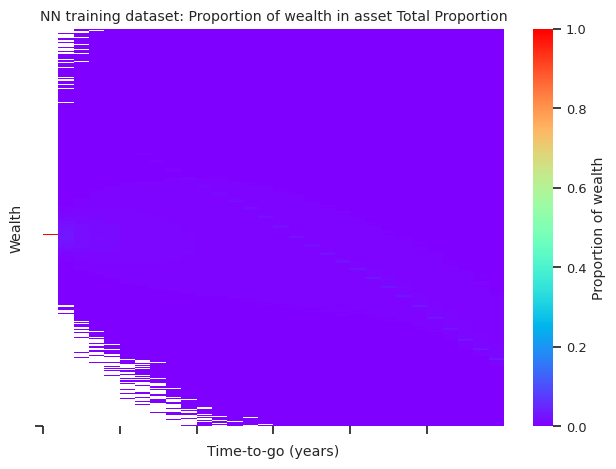 NN training dataset: Proportion of wealth in asset Total Proportion
Wealth
Time-to-go (years)
1.0
0.8
0.6
0.4
0.2
0.0
Proportion of wealth